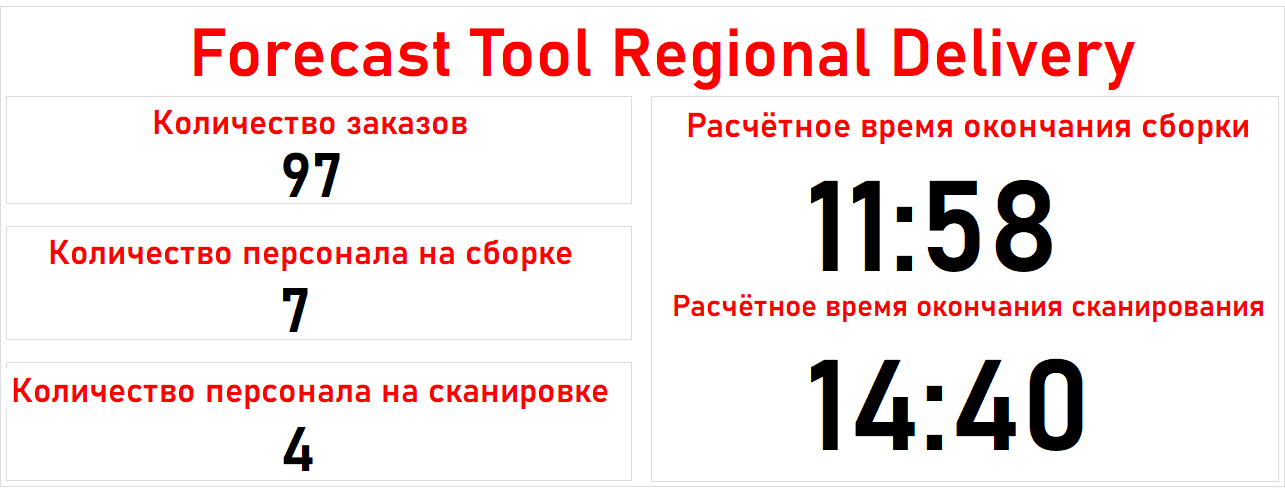 Forecast Tool Regional Delivery
Количество заказов
97
Количество персонала на сборке
7
Количество персонала на сканировке
4
Расчётное время окончания сборки
11:58
Расчётное время окончания сканирования
14:40